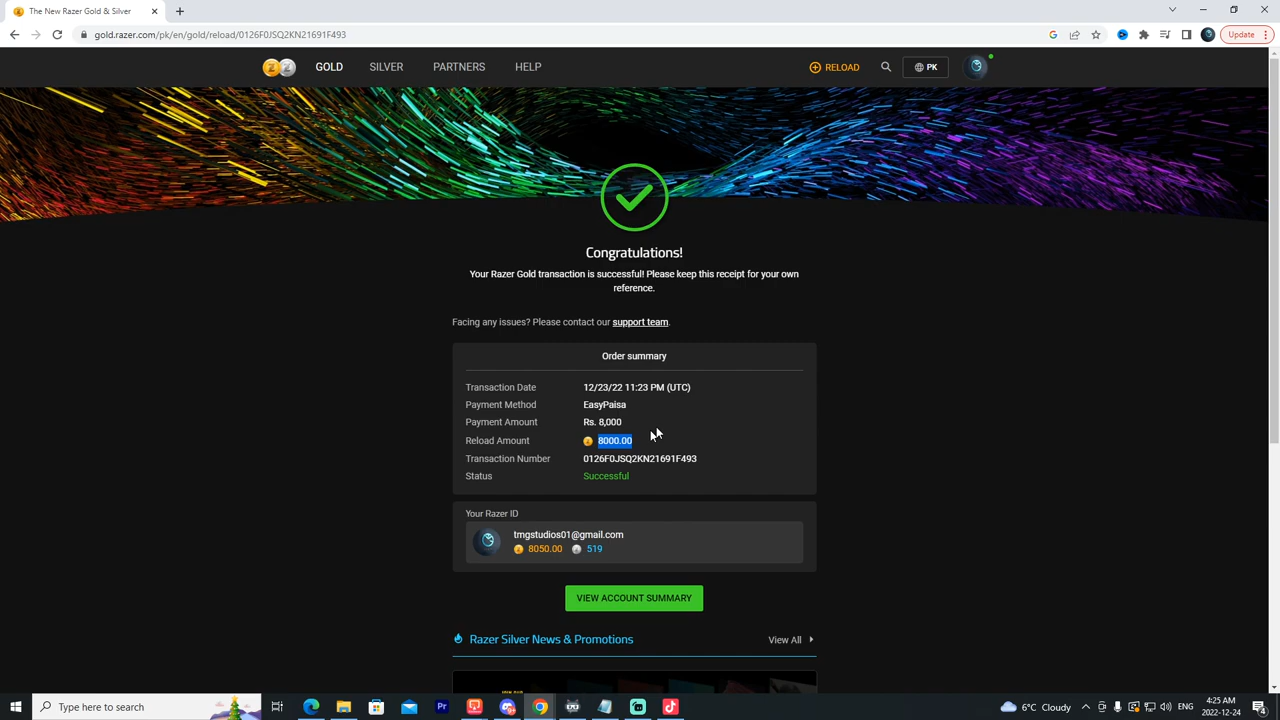 The New Razer Gold & Silver
gold.razer.com/pk/en/gold/reload/0126F0JSQ2KN21691F493
Update
GOLD SILVER PARTNERS HELP
RELOAD
PK
Congratulations!
Your Razer Gold transaction is successful! Please keep this receipt for your own
reference.
Facing any issues? Please contact our support team.
Order summary
Transaction Date 12/23/22 11:23 PM (UTC)
Payment Method EasyPaisa
Payment Amount Rs. 8,000
Reload Amount 8000.00
Transaction Number 0126F0JSQ2KN21691F493
Status Successful
Your Razer ID
tmgstudios01@gmail.com
8050.00 519
VIEW ACCOUNT SUMMARY
Razer Silver News & Promotions View All
Type here to search
6°C Cloudy
ENG
4:25 AM
2022-12-24
4